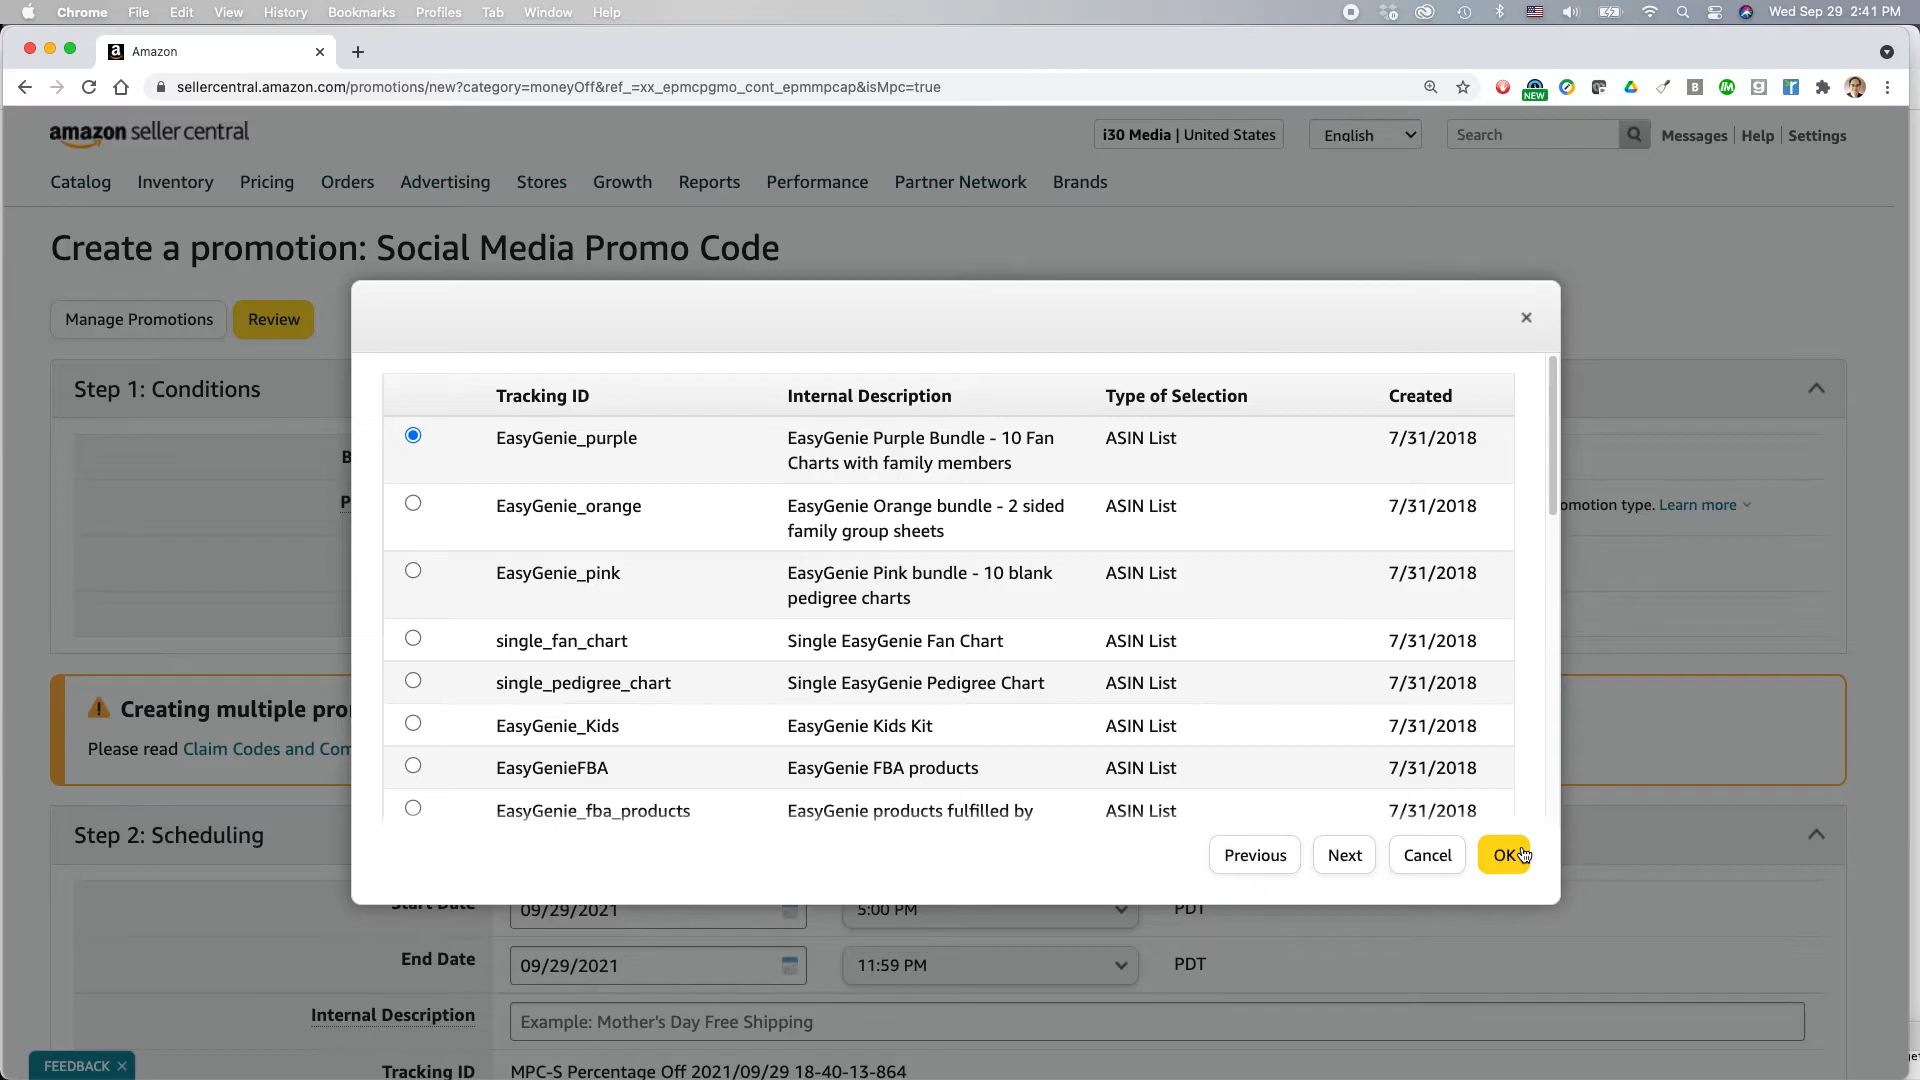 Chrome File Edit View History Bookmarks Profiles Tab Window Help Wed Sep 29 2:41 PM
Amazon
sellercentral.amazon.com/promotions/new?category=moneyOff&ref_=xx_epmcpgmo_cont_epmmpcap&isMpc=true
NEW
amazon seller central
i30 Media | United States English Search Messages Help Settings
Catalog Inventory Pricing Orders Advertising Stores Growth Reports Performance Partner Network Brands
Create a promotion: Social Media Promo Code
Manage Promotions Review
Step 1: Conditions
B
P
omotion type. Learn more
Tracking ID Internal Description Type of Selection Created
EasyGenie_purple EasyGenie Purple Bundle - 10 Fan ASIN List 7/31/2018
Charts with family members
EasyGenie_orange EasyGenie Orange bundle - 2 sided ASIN List 7/31/2018
family group sheets
EasyGenie_pink EasyGenie Pink bundle - 10 blank ASIN List 7/31/2018
pedigree charts
single_fan_chart Single EasyGenie Fan Chart ASIN List 7/31/2018
single_pedigree_chart Single EasyGenie Pedigree Chart ASIN List 7/31/2018
EasyGenie_Kids EasyGenie Kids Kit ASIN List 7/31/2018
EasyGenieFBA EasyGenie FBA products ASIN List 7/31/2018
EasyGenie_fba_products EasyGenie products fulfilled by ASIN List 7/31/2018
Previous Next Cancel OK
Creating multiple pro
Please read Claim Codes and Com
Step 2: Scheduling
Start Date 09/29/2021 5:00 PM PDT
End Date 09/29/2021 11:59 PM PDT
Internal Description Example: Mother's Day Free Shipping
FEEDBACK
Tracking ID MPC-S Percentage Off 2021/09/29 18-40-13-864